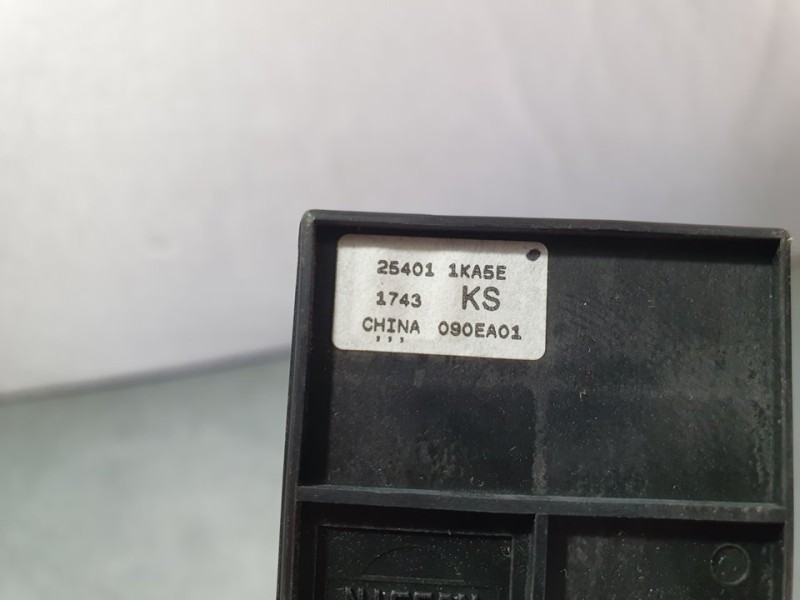 25401 1KA5E
1743 KS
CHINA 090EA01
,,,